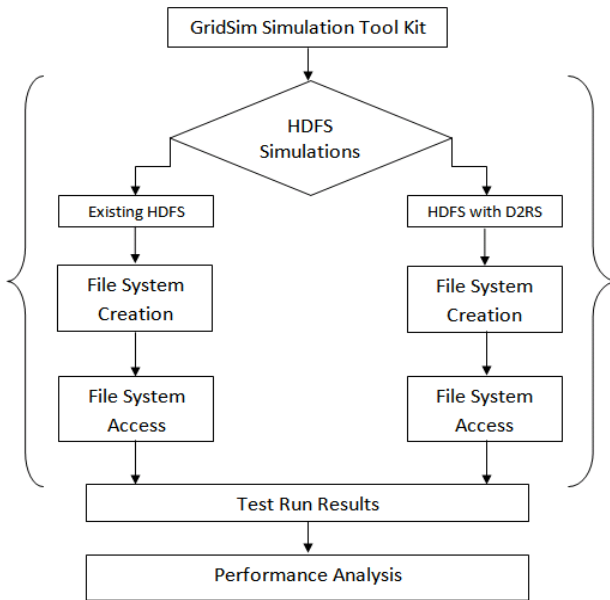 GridSim Simulation Tool Kit
HDFS
Simulations
Existing HDFS
HDFS with D2RS
File System
Creation
File System
Creation
File System
Access
File System
Access
Test Run Results
Performance Analysis